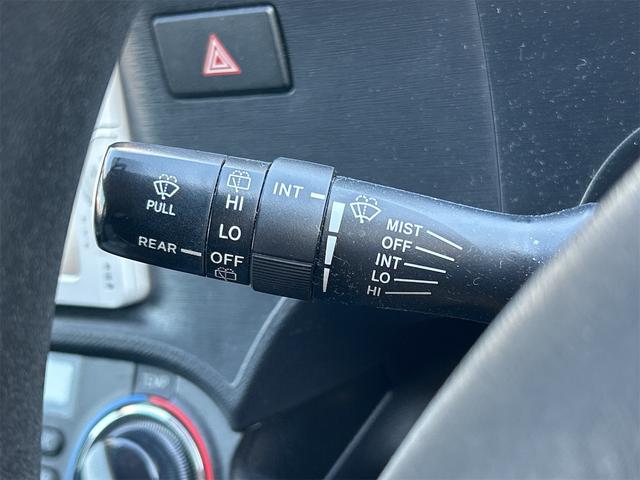 PULL
REAR
HI
LO
OFF
INT
MIST
OFF
INT
LO
HI
TEMP